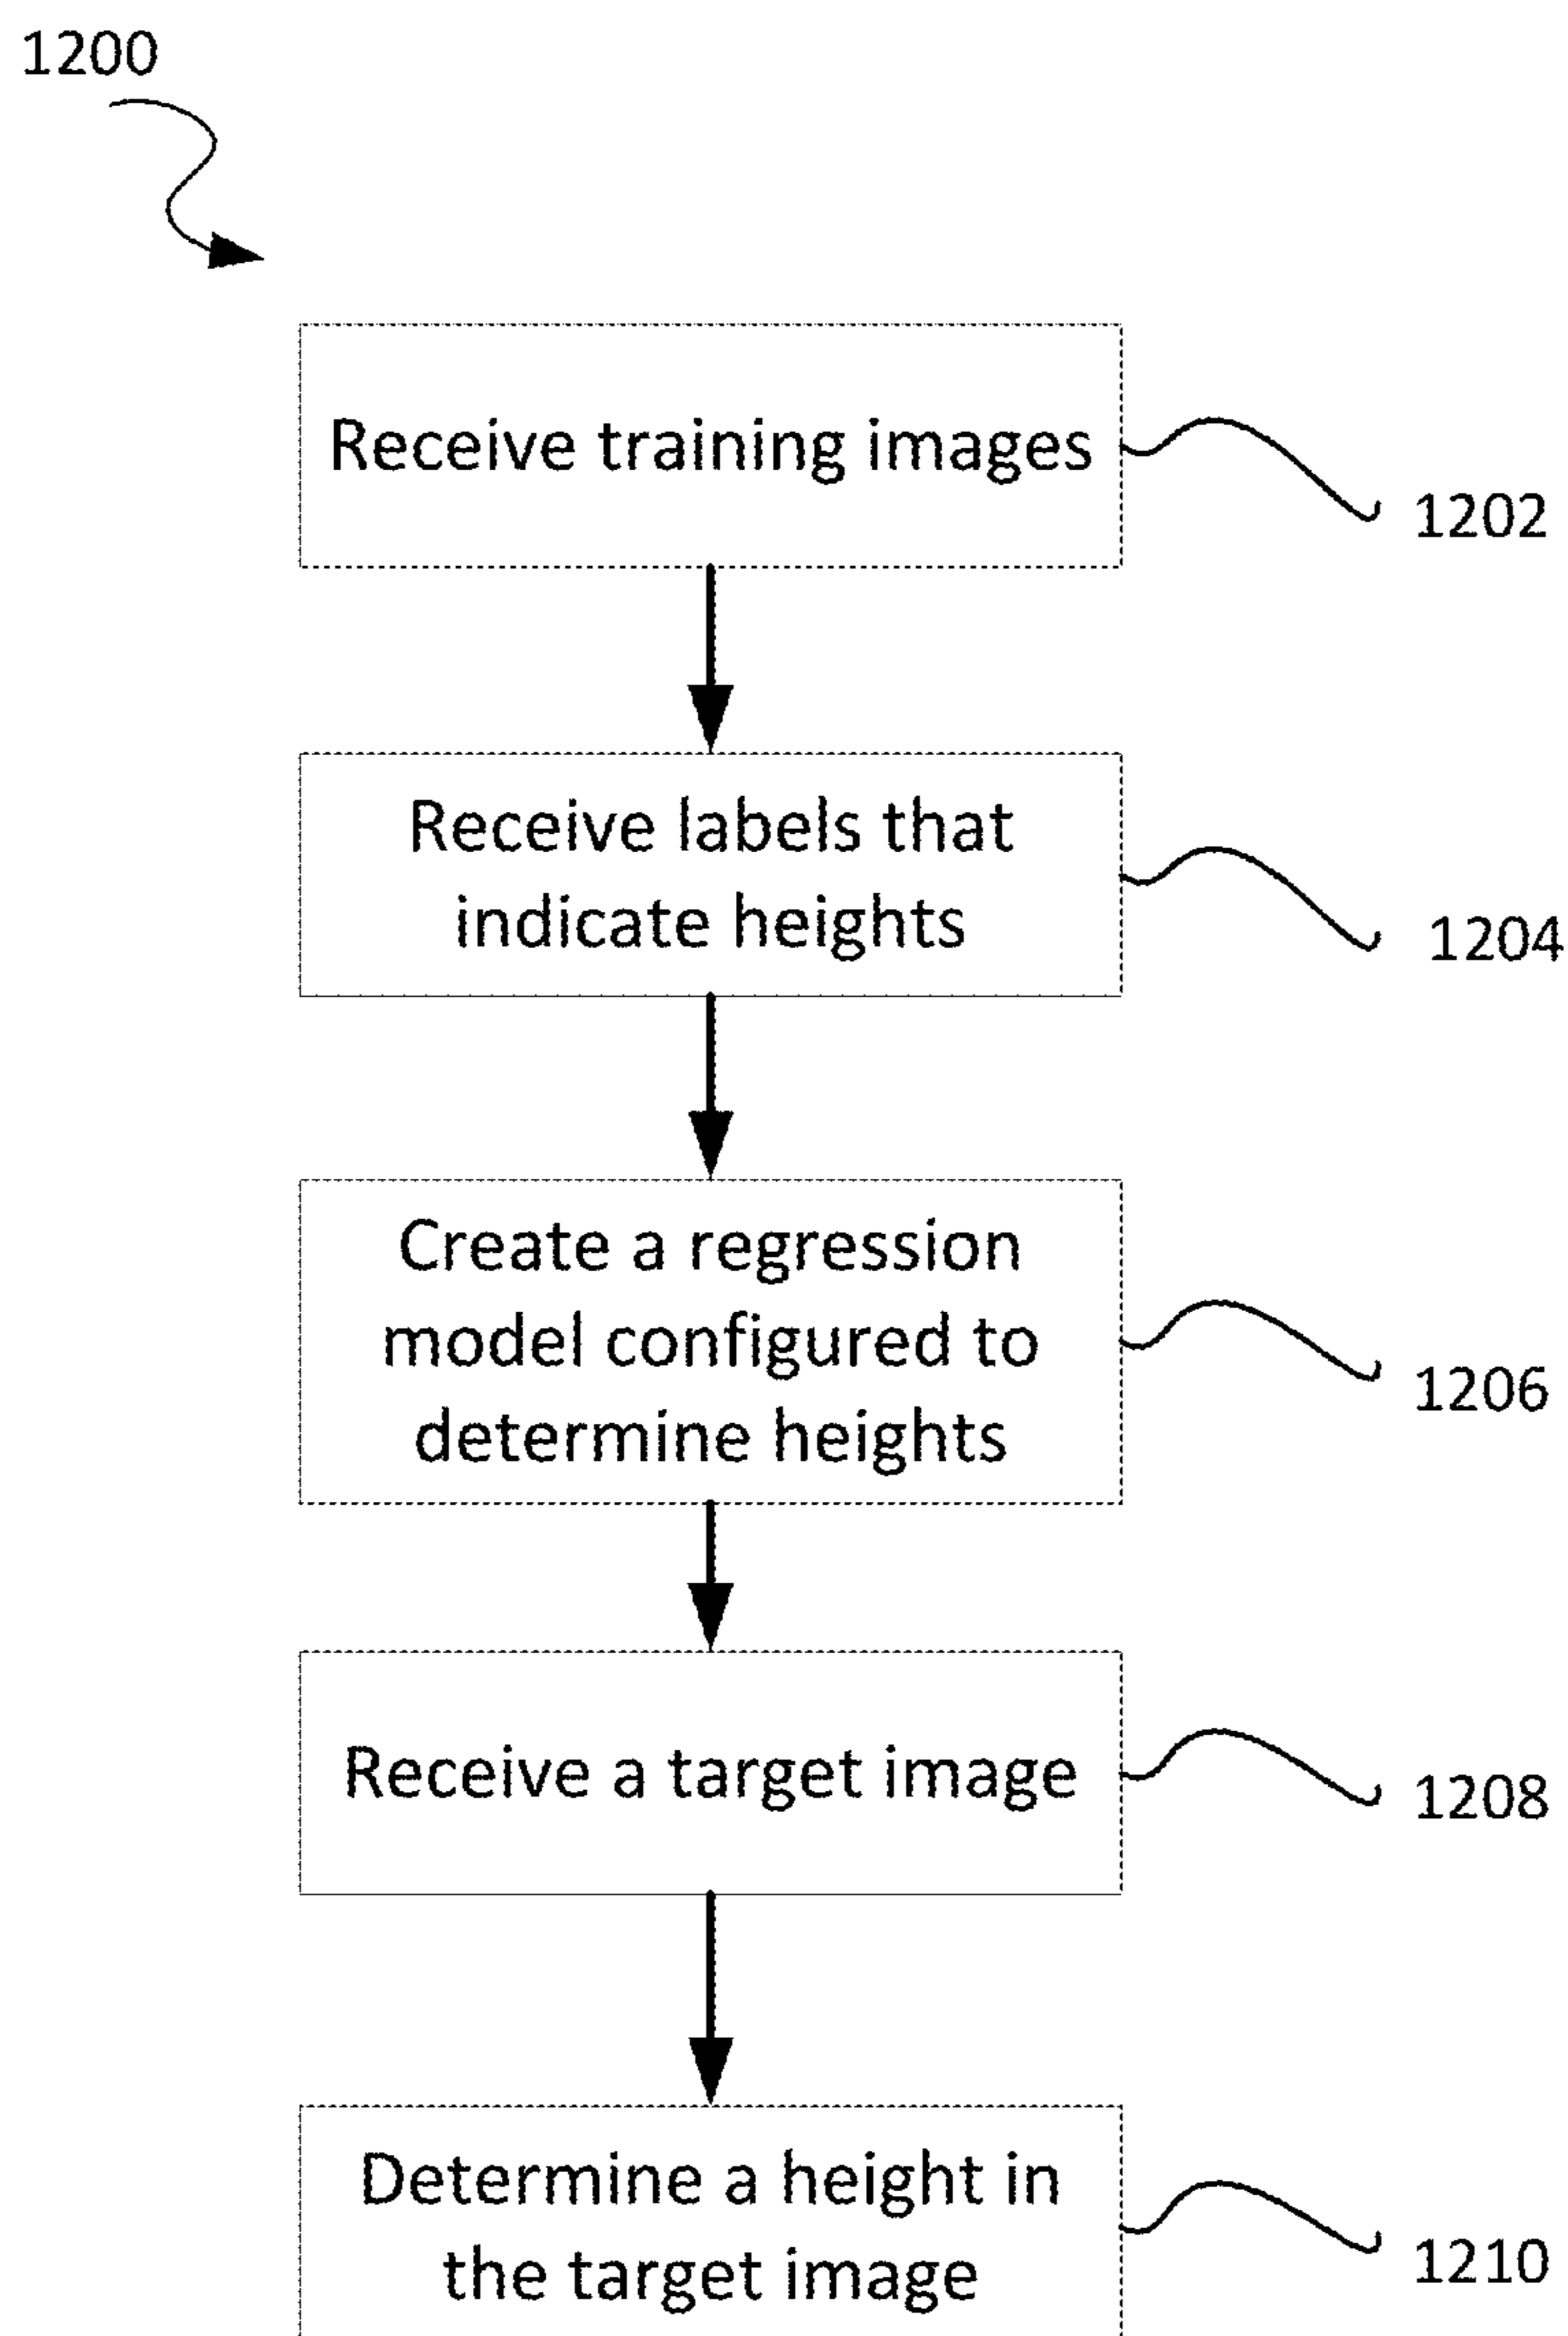 1200
Receive training images
1202
Receive labels that
indicate heights
1204
Create a regression
model configured to
determine heights
1206
Receive a target image
1208
Determine a height in
the target image
1210